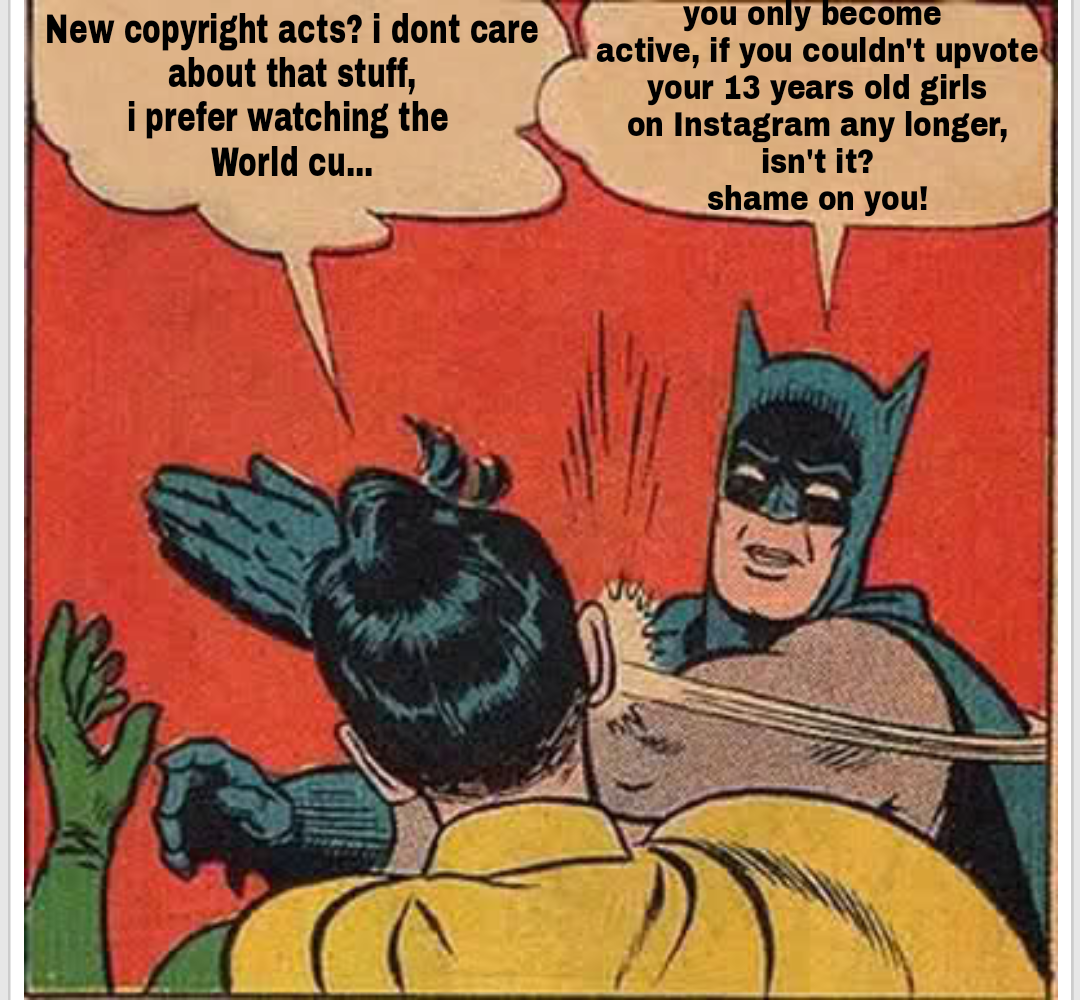 New copyright acts? i dont care
about that stuff,
i prefer watching the
World cu...
you only become
active, if you couldn't upvote
your 13 years old girls
on Instagram any longer,
isn't it?
shame on you!